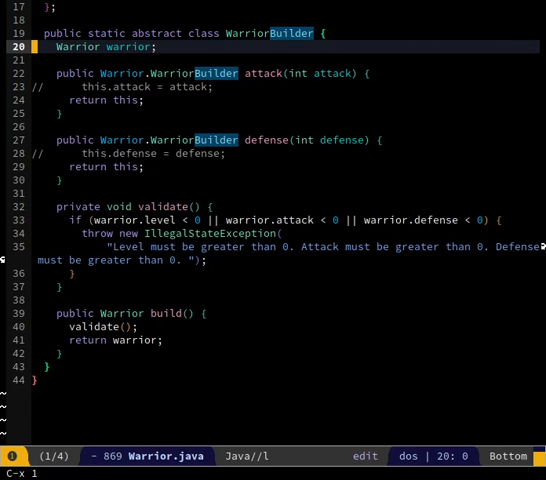 17 };
18
19 public static abstract class WarriorBuilder {
20 Warrior warrior;
21
22 public Warrior.WarriorBuilder attack(int attack) {
23 // this.attack = attack;
24 return this;
25 }
26
27 public Warrior.WarriorBuilder defense(int defense) {
28 // this.defense = defense;
29 return this;
30 }
31
32 private void validate() {
33 if (warrior.level < 0 || warrior.attack < 0 || warrior.defense < 0) {
34 throw new IllegalStateException(
35 "Level must be greater than 0. Attack must be greater than 0. Defense
must be greater than 0. ");
36 }
37 }
38
39 public Warrior build() {
40 validate();
41 return warrior;
42 }
43 }
44 }
~
~
~
~
1 (1/4) - 869 Warrior.java Java//l edit dos | 20: 0 Bottom
C-x 1